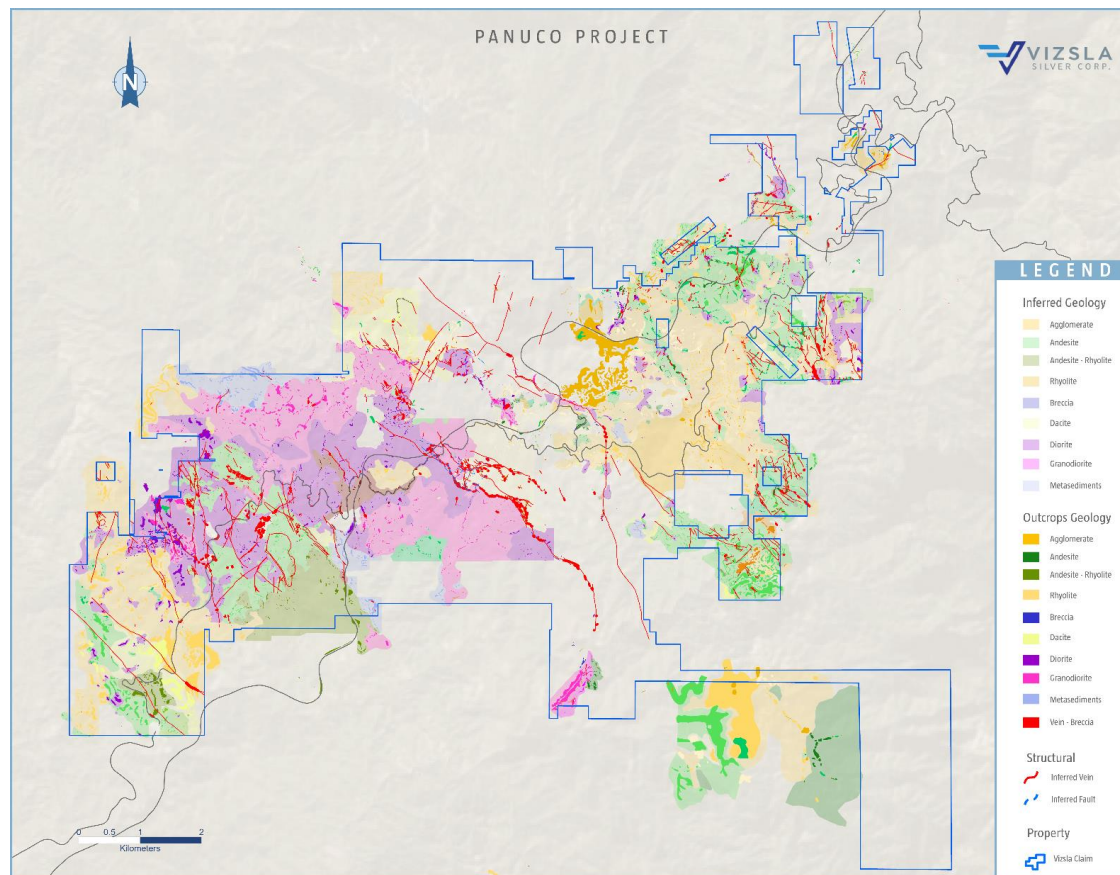 PANUCO PROJECT
N
VIZSLA
SILVER CORP.
LEGEND
Inferred Geology
Agglomerate
Andesite
Andesite - Rhyolite
Rhyolite
Breccia
Dacite
Diorite
Granodiorite
Metasediments
Outcrops Geology
Agglomerate
Andesite
Andesite - Rhyolite
Rhyolite
Breccia
Dacite
Diorite
Granodiorite
Metasediments
Vein - Breccia
Structural
Inferred Vein
Inferred Fault
Property
Vizsla Claim
0 0.5 1 2
Kilometers